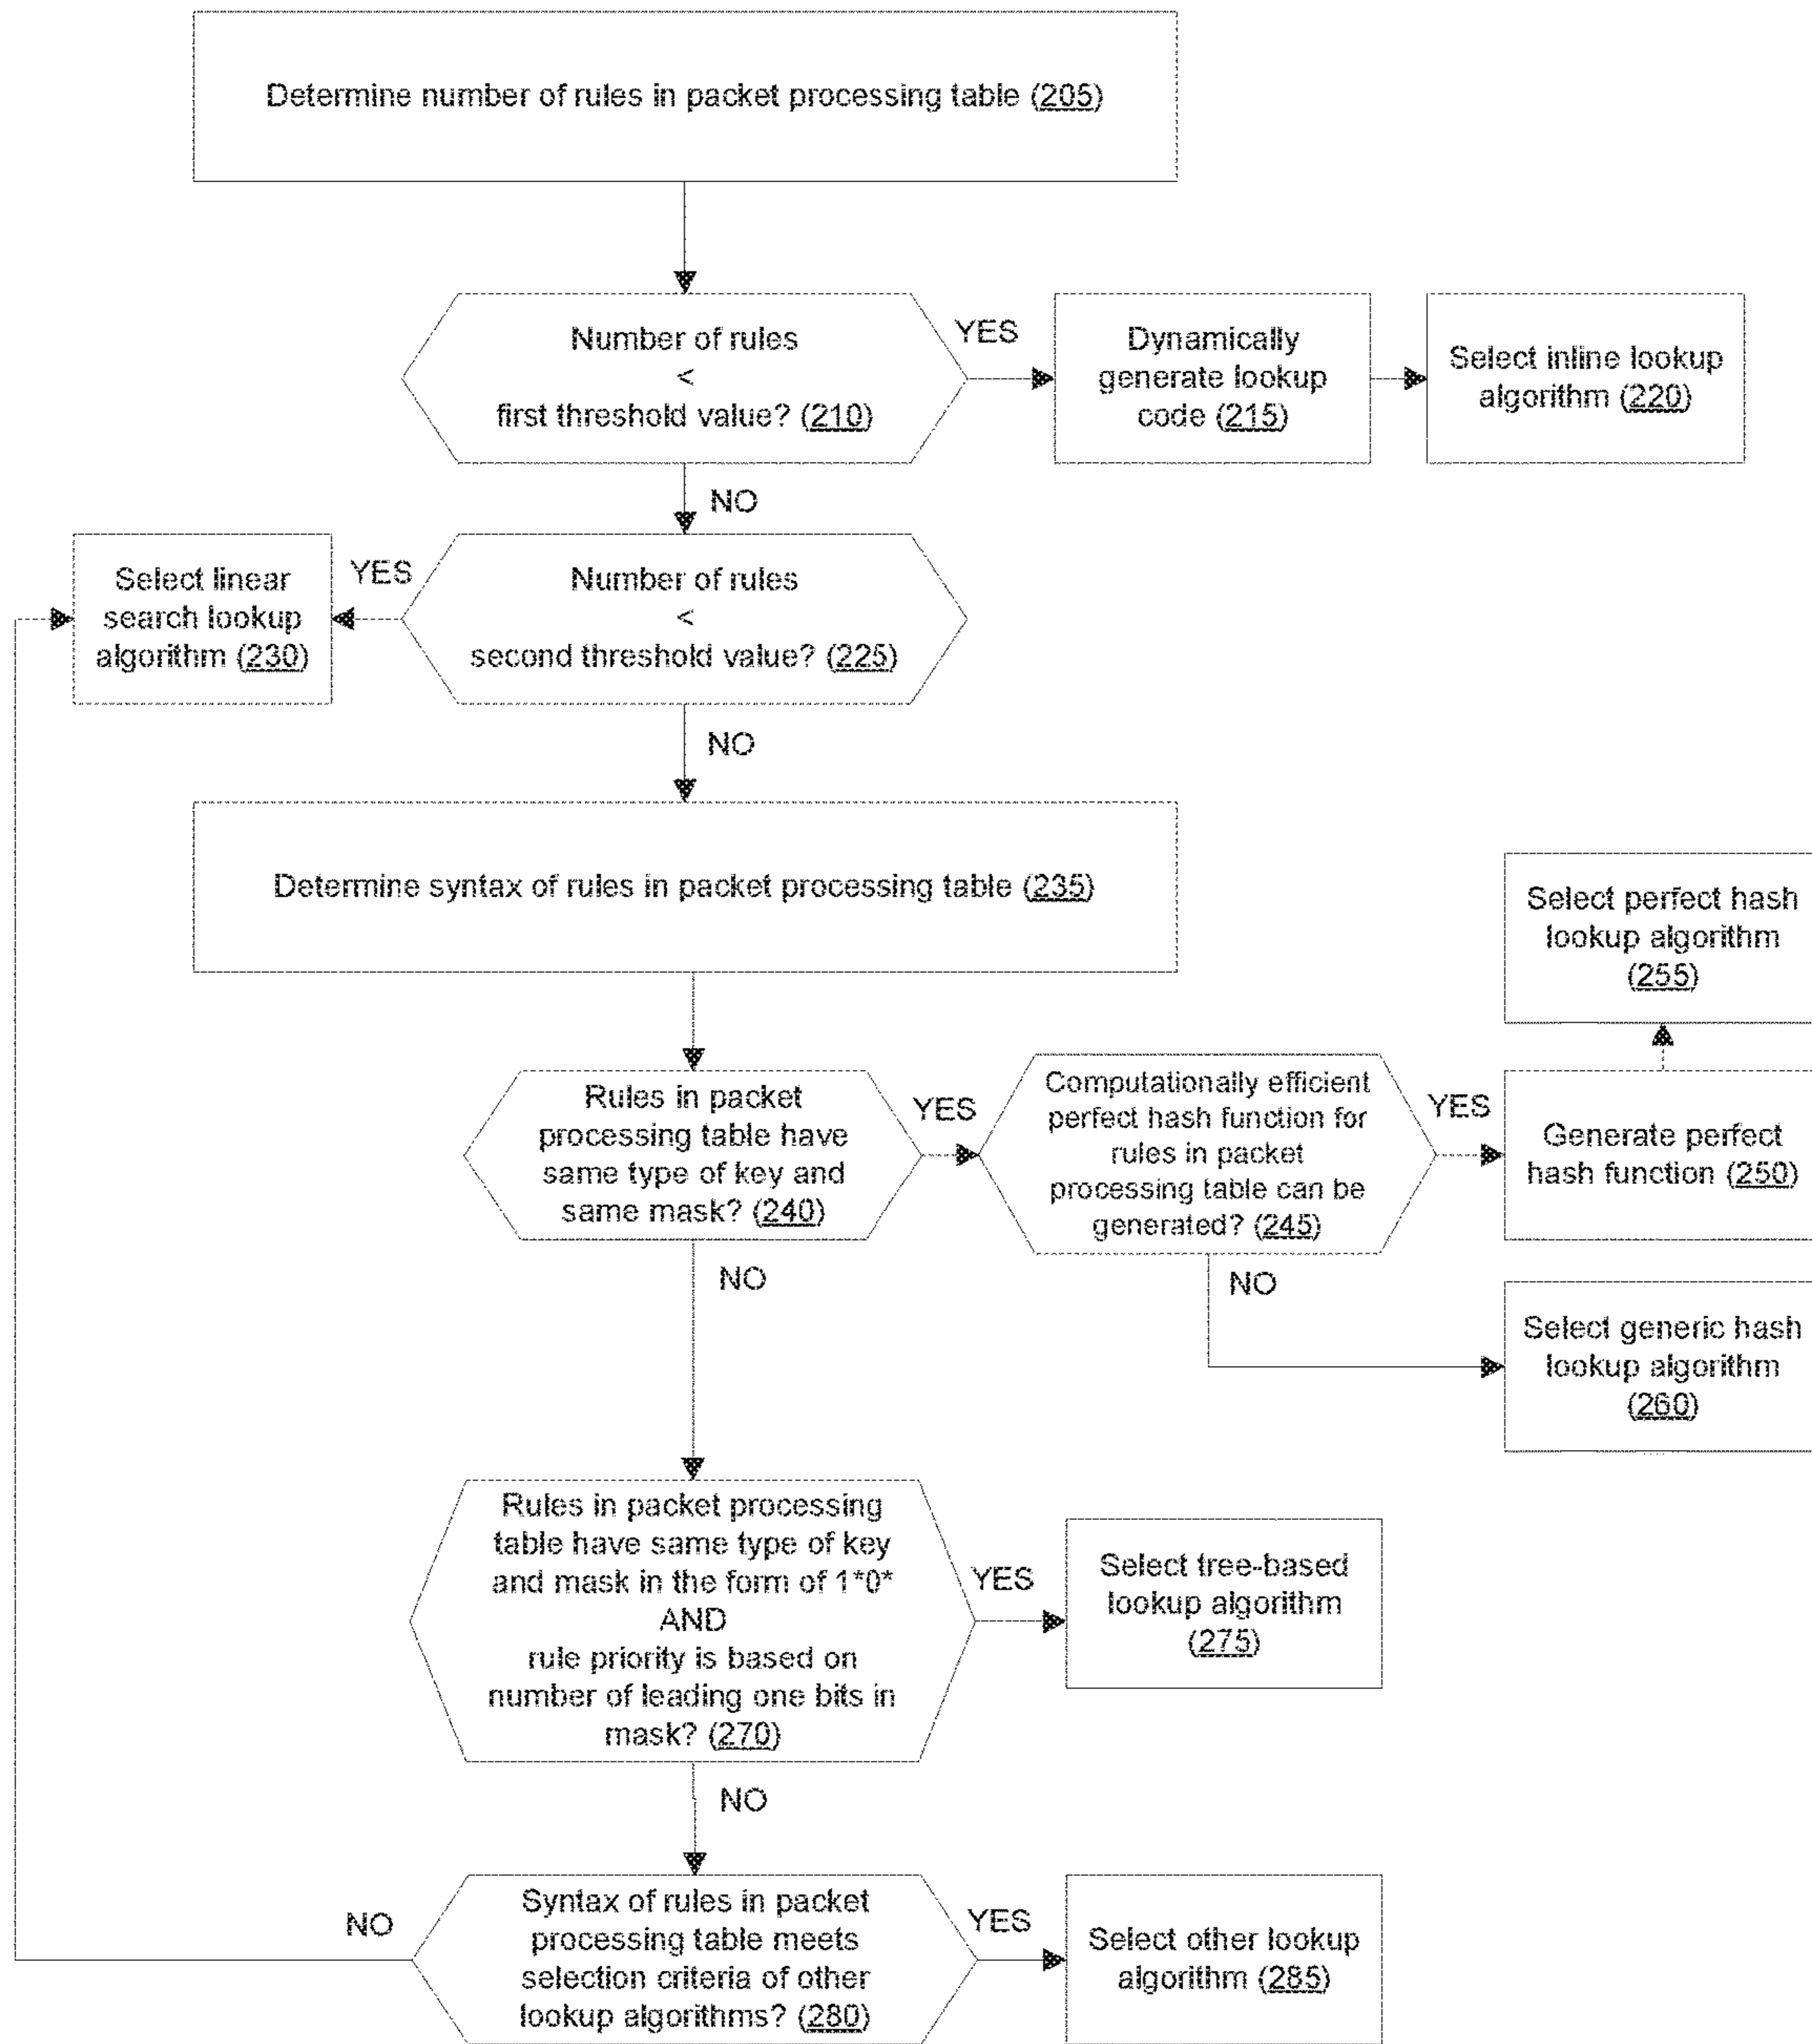 Determine number of rules in packet processing table (205)
Number of rules
<
first threshold value? (210)
YES
Dynamically
generate lookup
code (215)
Select inline lookup
algorithm (220)
NO
Number of rules
<
second threshold value? (225)
YES
Select linear
search lookup
algorithm (230)
NO
Determine syntax of rules in packet processing table (235)
Rules in packet
processing table have
same type of key and
same mask? (240)
YES
Computationally efficient
perfect hash function for
rules in packet
processing table can be
generated? (245)
YES
Generate perfect
hash function (250)
Select perfect hash
lookup algorithm
(255)
NO
Select generic hash
lookup algorithm
(260)
NO
Rules in packet processing
table have same type of key
and mask in the form of 1*0*
AND
rule priority is based on
number of leading one bits in
mask? (270)
YES
Select tree-based
lookup algorithm
(275)
NO
Syntax of rules in packet
processing table meets
selection criteria of other
lookup algorithms? (280)
YES
Select other lookup
algorithm (285)
NO